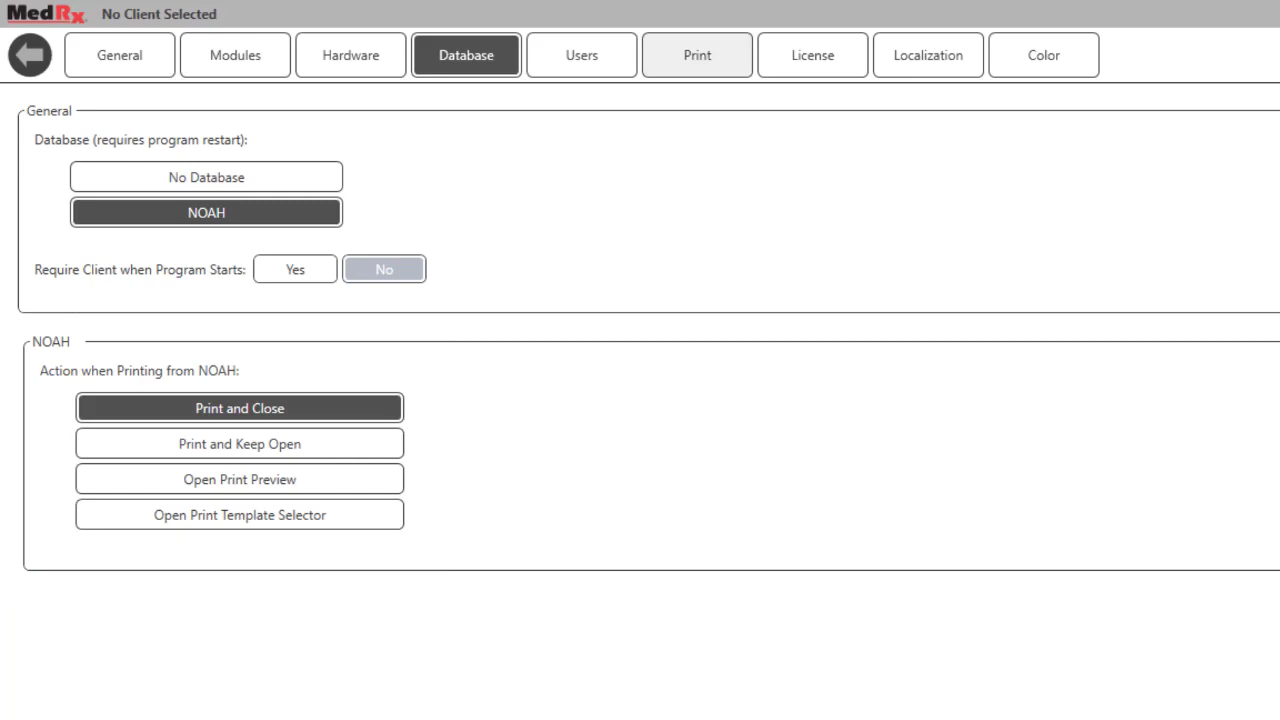 MedRx No Client Selected
General Modules Hardware Database Users Print License Localization Color
General
Database (requires program restart):
No Database
NOAH
Require Client when Program Starts: Yes No
NOAH
Action when Printing from NOAH:
Print and Close
Print and Keep Open
Open Print Preview
Open Print Template Selector